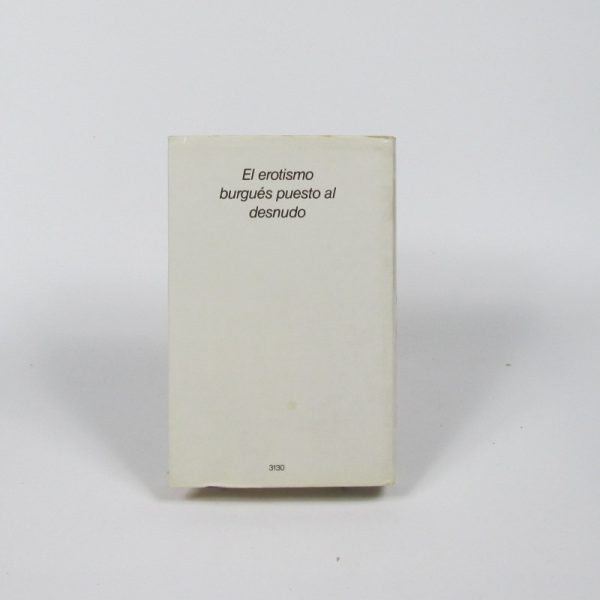 El erotismo
burgués puesto al
desnudo
3130